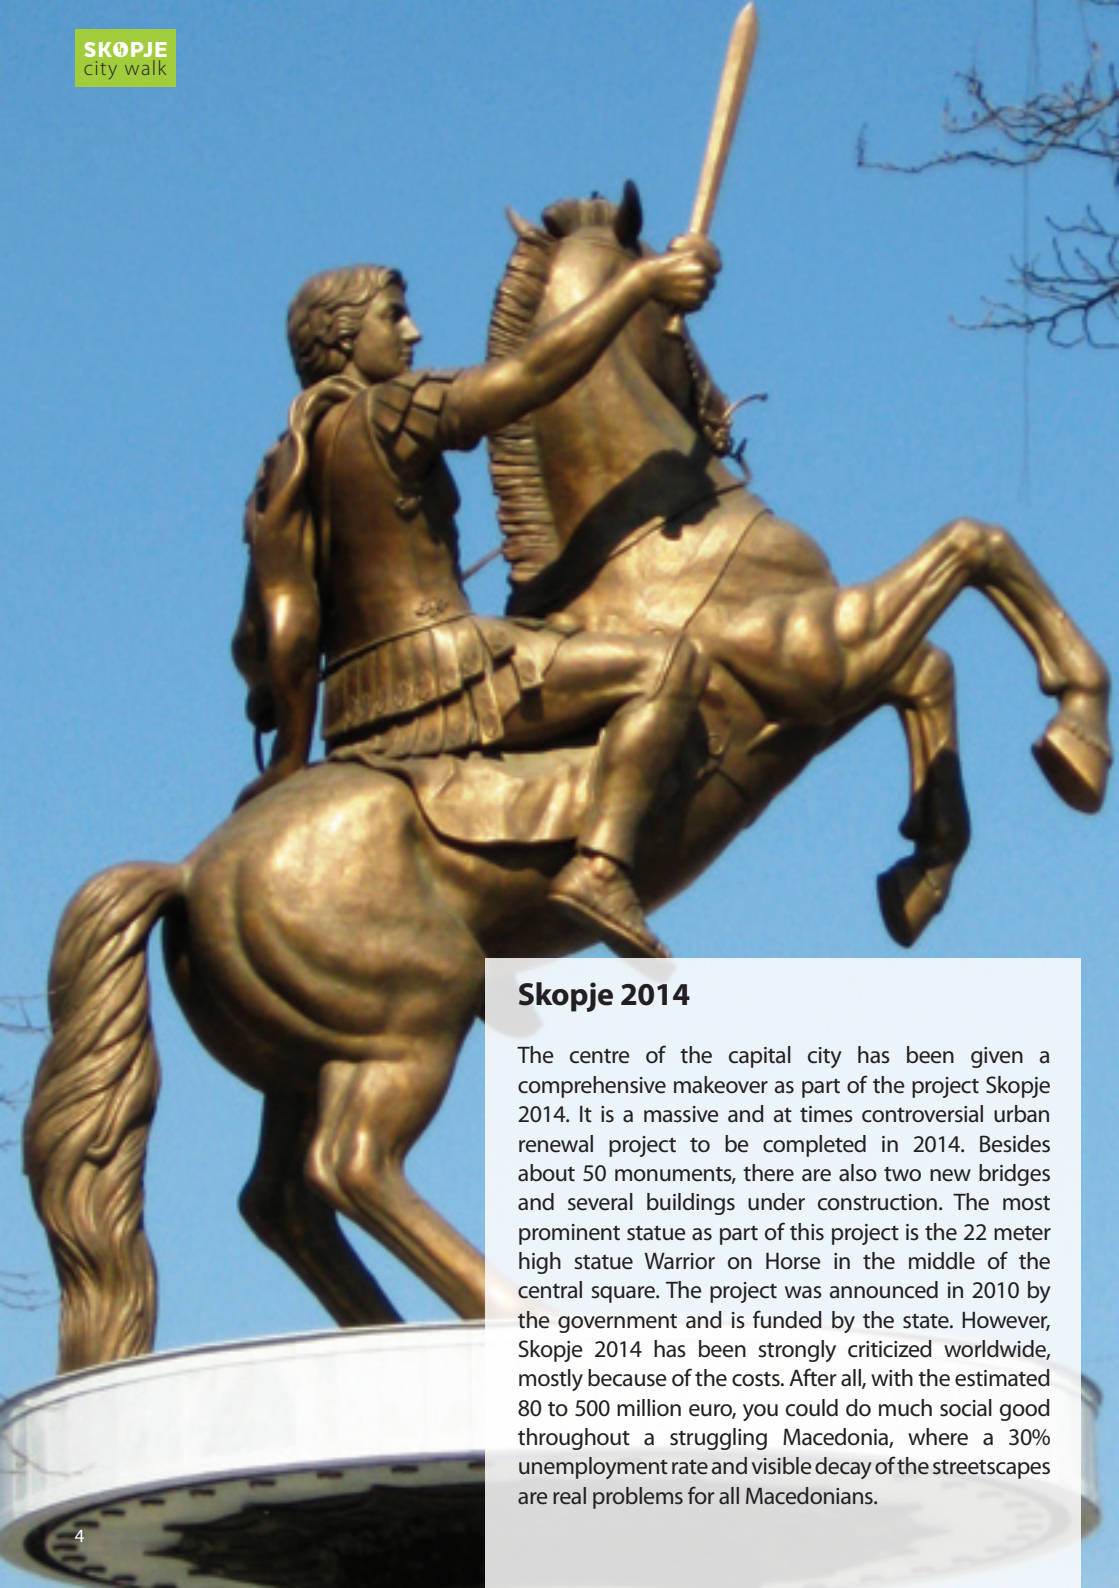 SKOPJE
city walk
Skopje 2014
The centre of the capital city has been given a
comprehensive makeover as part of the project Skopje
2014. It is a massive and at times controversial urban
renewal project to be completed in 2014. Besides
about 50 monuments, there are also two new bridges
and several buildings under construction. The most
prominent statue as part of this project is the 22 meter
high statue Warrior on Horse in the middle of the
central square. The project was announced in 2010 by
the government and is funded by the state. However,
Skopje 2014 has been strongly criticized worldwide,
mostly because of the costs. After all, with the estimated
80 to 500 million euro, you could do much social good
throughout a struggling Macedonia, where a 30%
unemployment rate and visible decay of the streetscapes
are real problems for all Macedonians.
4